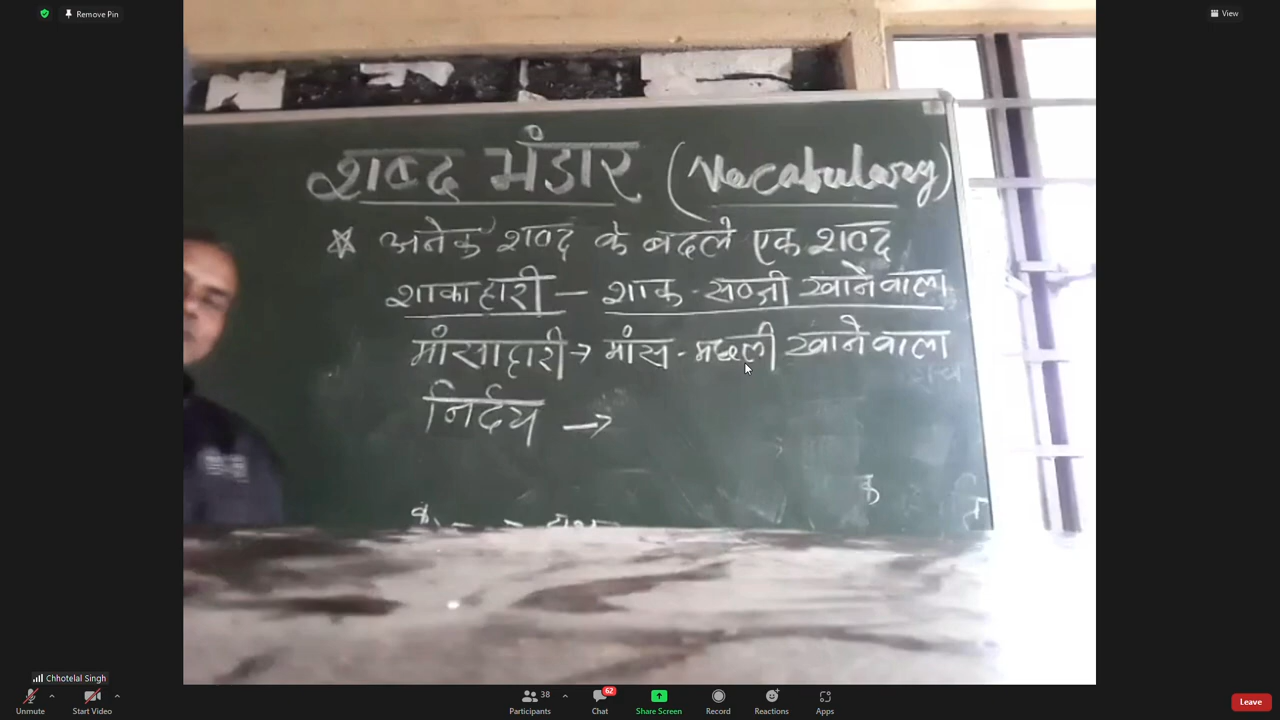 Remove Pin
View
शब्द भंडार (Vocabulary)
अनेक शब्द के बदले एक शब्द
शाकाहारी – शाक-सब्जी खानेवाला
मांसाहारी → मांस-मछली खानेवाला
निर्दय →
Chhotelal Singh
Unmute
Start Video
Participants 38
Chat 62
Share Screen
Record
Reactions
Apps
Leave